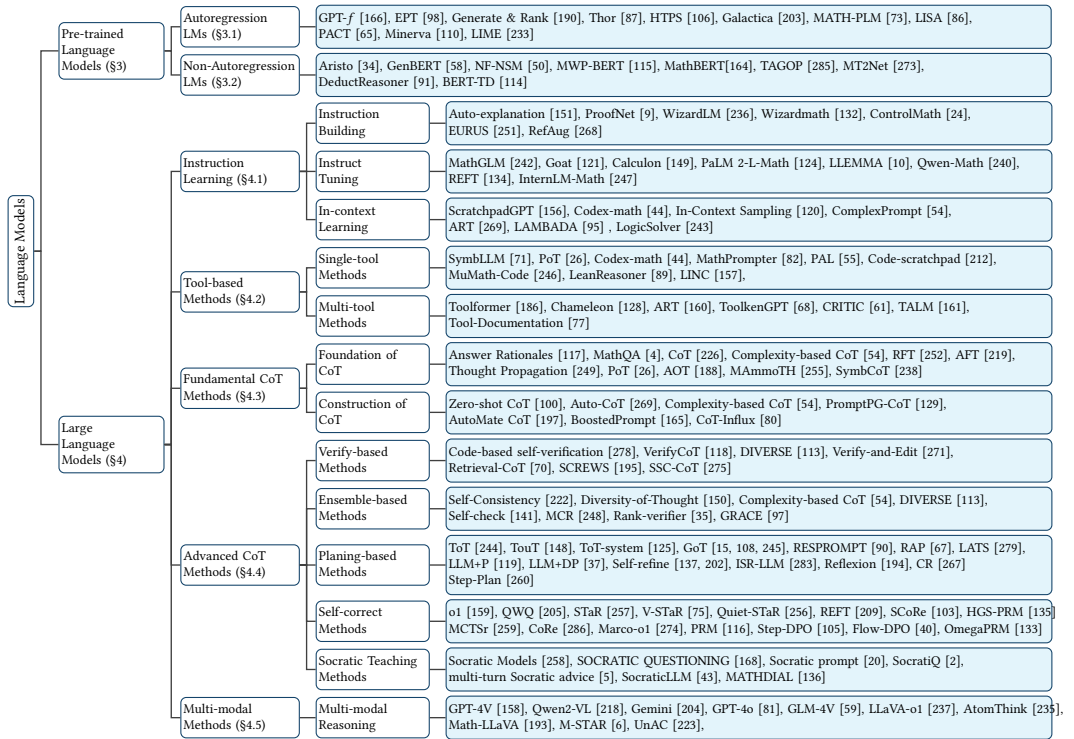 Language Models
Pre-trained
Language
Models (§3)
Autoregression
LMs (§3.1)
GPT-f [166], EPT [98], Generate & Rank [190], Thor [87], HTPS [106], Galactica [203], MATH-PLM [73], LISA [86],
PACT [65], Minerva [110], LIME [233]
Non-Autoregression
LMs (§3.2)
Aristo [34], GenBERT [58], NF-NSM [50], MWP-BERT [115], MathBERT[164], TAGOP [285], MT2Net [273],
DeductReasoner [91], BERT-TD [114]
Large
Language
Models (§4)
Instruction
Learning (§4.1)
Instruction
Building
Auto-explanation [151], ProofNet [9], WizardLM [236], Wizardmath [132], ControlMath [24],
EURUS [251], RefAug [268]
Instruct
Tuning
MathGLM [242], Goat [121], Calculon [149], PaLM 2-L-Math [124], LLEMMA [10], Qwen-Math [240],
REFT [134], InternLM-Math [247]
In-context
Learning
ScratchpadGPT [156], Codex-math [44], In-Context Sampling [120], ComplexPrompt [54],
ART [269], LAMBADA [95] , LogicSolver [243]
Tool-based
Methods (§4.2)
Single-tool
Methods
SymbLLM [71], PoT [26], Codex-math [44], MathPrompter [82], PAL [55], Code-scratchpad [212],
MuMath-Code [246], LeanReasoner [89], LINC [157],
Multi-tool
Methods
Toolformer [186], Chameleon [128], ART [160], ToolkenGPT [68], CRITIC [61], TALM [161],
Tool-Documentation [77]
Fundamental CoT
Methods (§4.3)
Foundation of
CoT
Answer Rationales [117], MathQA [4], CoT [226], Complexity-based CoT [54], RFT [252], AFT [219],
Thought Propagation [249], PoT [26], AOT [188], MAmmoTH [255], SymbCoT [238]
Construction of
CoT
Zero-shot CoT [100], Auto-CoT [269], Complexity-based CoT [54], PromptPG-CoT [129],
AutoMate CoT [197], BoostedPrompt [165], CoT-Influx [80]
Advanced CoT
Methods (§4.4)
Verify-based
Methods
Code-based self-verification [278], VerifyCoT [118], DIVERSE [113], Verify-and-Edit [271],
Retrieval-CoT [70], SCREWS [195], SSC-CoT [275]
Ensemble-based
Methods
Self-Consistency [222], Diversity-of-Thought [150], Complexity-based CoT [54], DIVERSE [113],
Self-check [141], MCR [248], Rank-verifier [35], GRACE [97]
Planing-based
Methods
ToT [244], TouT [148], ToT-system [125], GoT [15, 108, 245], RESPROMPT [90], RAP [67], LATS [279],
LLM+P [119], LLM+DP [37], Self-refine [137, 202], ISR-LLM [283], Reflexion [194], CR [267]
Step-Plan [260]
Self-correct
Methods
o1 [159], QWQ [205], STaR [257], V-STaR [75], Quiet-STaR [256], REFT [209], SCoRe [103], HGS-PRM [135]
MCTSr [259], CoRe [286], Marco-o1 [274], PRM [116], Step-DPO [105], Flow-DPO [40], OmegaPRM [133]
Socratic Teaching
Methods
Socratic Models [258], SOCRATIC QUESTIONING [168], Socratic prompt [20], SocratiQ [2],
multi-turn Socratic advice [5], SocraticLLM [43], MATHDIAL [136]
Multi-modal
Methods (§4.5)
Multi-modal
Reasoning
GPT-4V [158], Qwen2-VL [218], Gemini [204], GPT-4o [81], GLM-4V [59], LLaVA-o1 [237], AtomThink [235],
Math-LLaVA [193], M-STAR [6], UnAC [223],